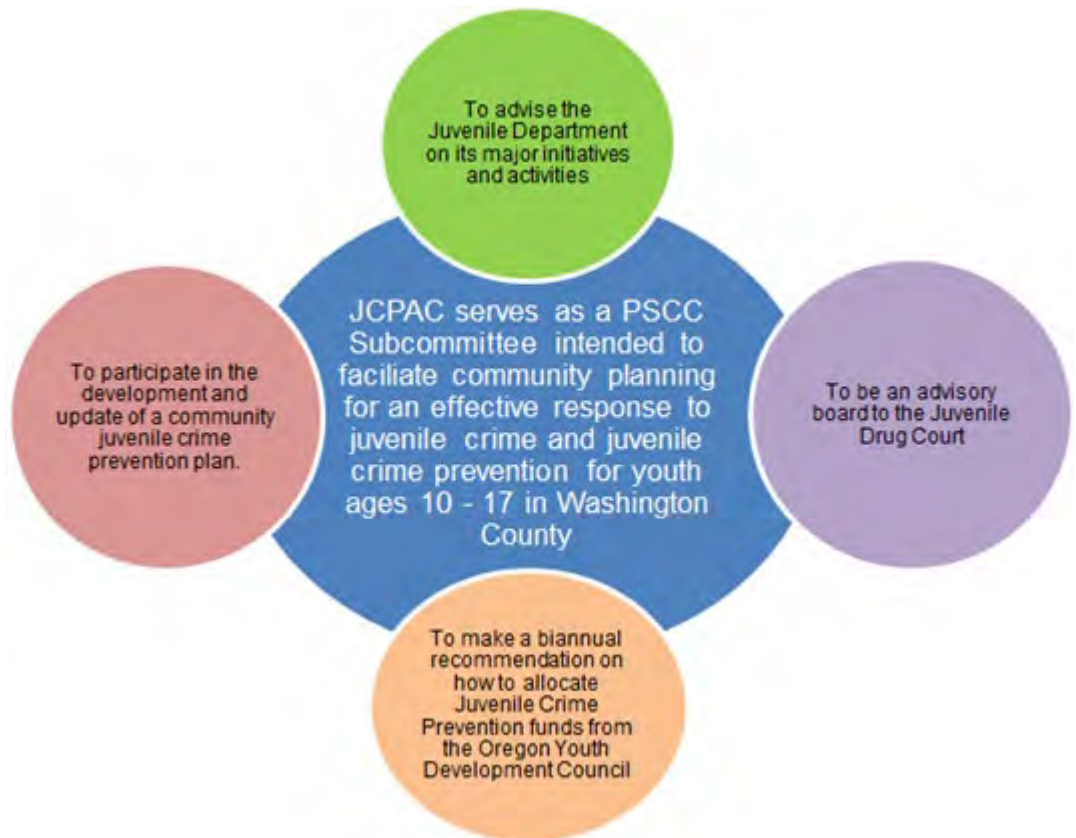 To advise the
Juvenile Department
on its major initiatives
and activities
JCPAC serves as a PSCC
Subcommittee intended to
faciliate community planning
for an effective response to
juvenile crime and juvenile
crime prevention for youth
ages 10 - 17 in Washington
County
To participate in the
development and
update of a community
juvenile crime
prevention plan.
To be an advisory
board to the Juvenile
Drug Court
To make a biannual
recommendation on
how to allocate
Juvenile Crime
Prevention funds from
the Oregon Youth
Development Council